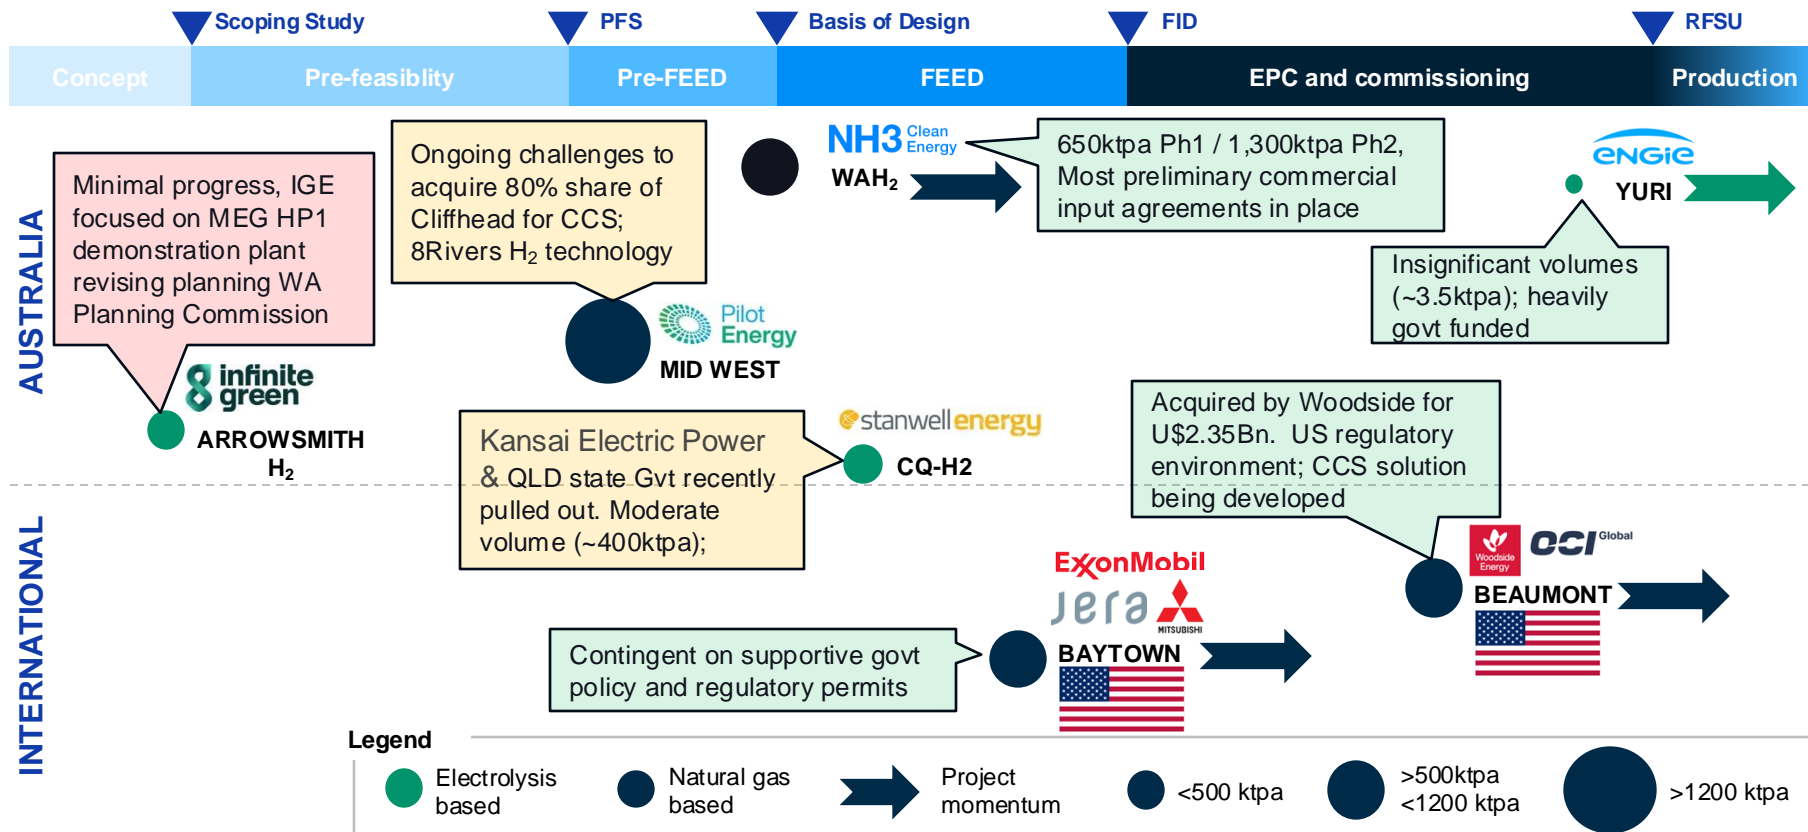 Scoping Study
PFS
Basis of Design
FID
RFSU
Concept
Pre-feasiblity
Pre-FEED
FEED
EPC and commissioning
Production
AUSTRALIA
Minimal progress, IGE
focused on MEG HP1
demonstration plant
revising planning WA
Planning Commission
infinite
green
ARROWSMITH
H₂
Ongoing challenges to
acquire 80% share of
Cliffhead for CCS;
8Rivers H₂ technology
Pilot
Energy
MID WEST
NH3 Clean
Energy
WAH₂
650ktpa Ph1 / 1,300ktpa Ph2,
Most preliminary commercial
input agreements in place
ENGIE
YURI
Insignificant volumes
(~3.5ktpa); heavily
govt funded
Kansai Electric Power
& QLD state Gvt recently
pulled out. Moderate
volume (~400ktpa);
stanwell energy
CQ-H2
INTERNATIONAL
Acquired by Woodside for
U$2.35Bn. US regulatory
environment; CCS solution
being developed
Woodside
Energy
OCI Global
BEAUMONT
ExxonMobil
Jera
MITSUBISHI
BAYTOWN
Contingent on supportive govt
policy and regulatory permits
Legend
Electrolysis
based
Natural gas
based
Project
momentum
<500 ktpa
>500ktpa
<1200 ktpa
>1200 ktpa